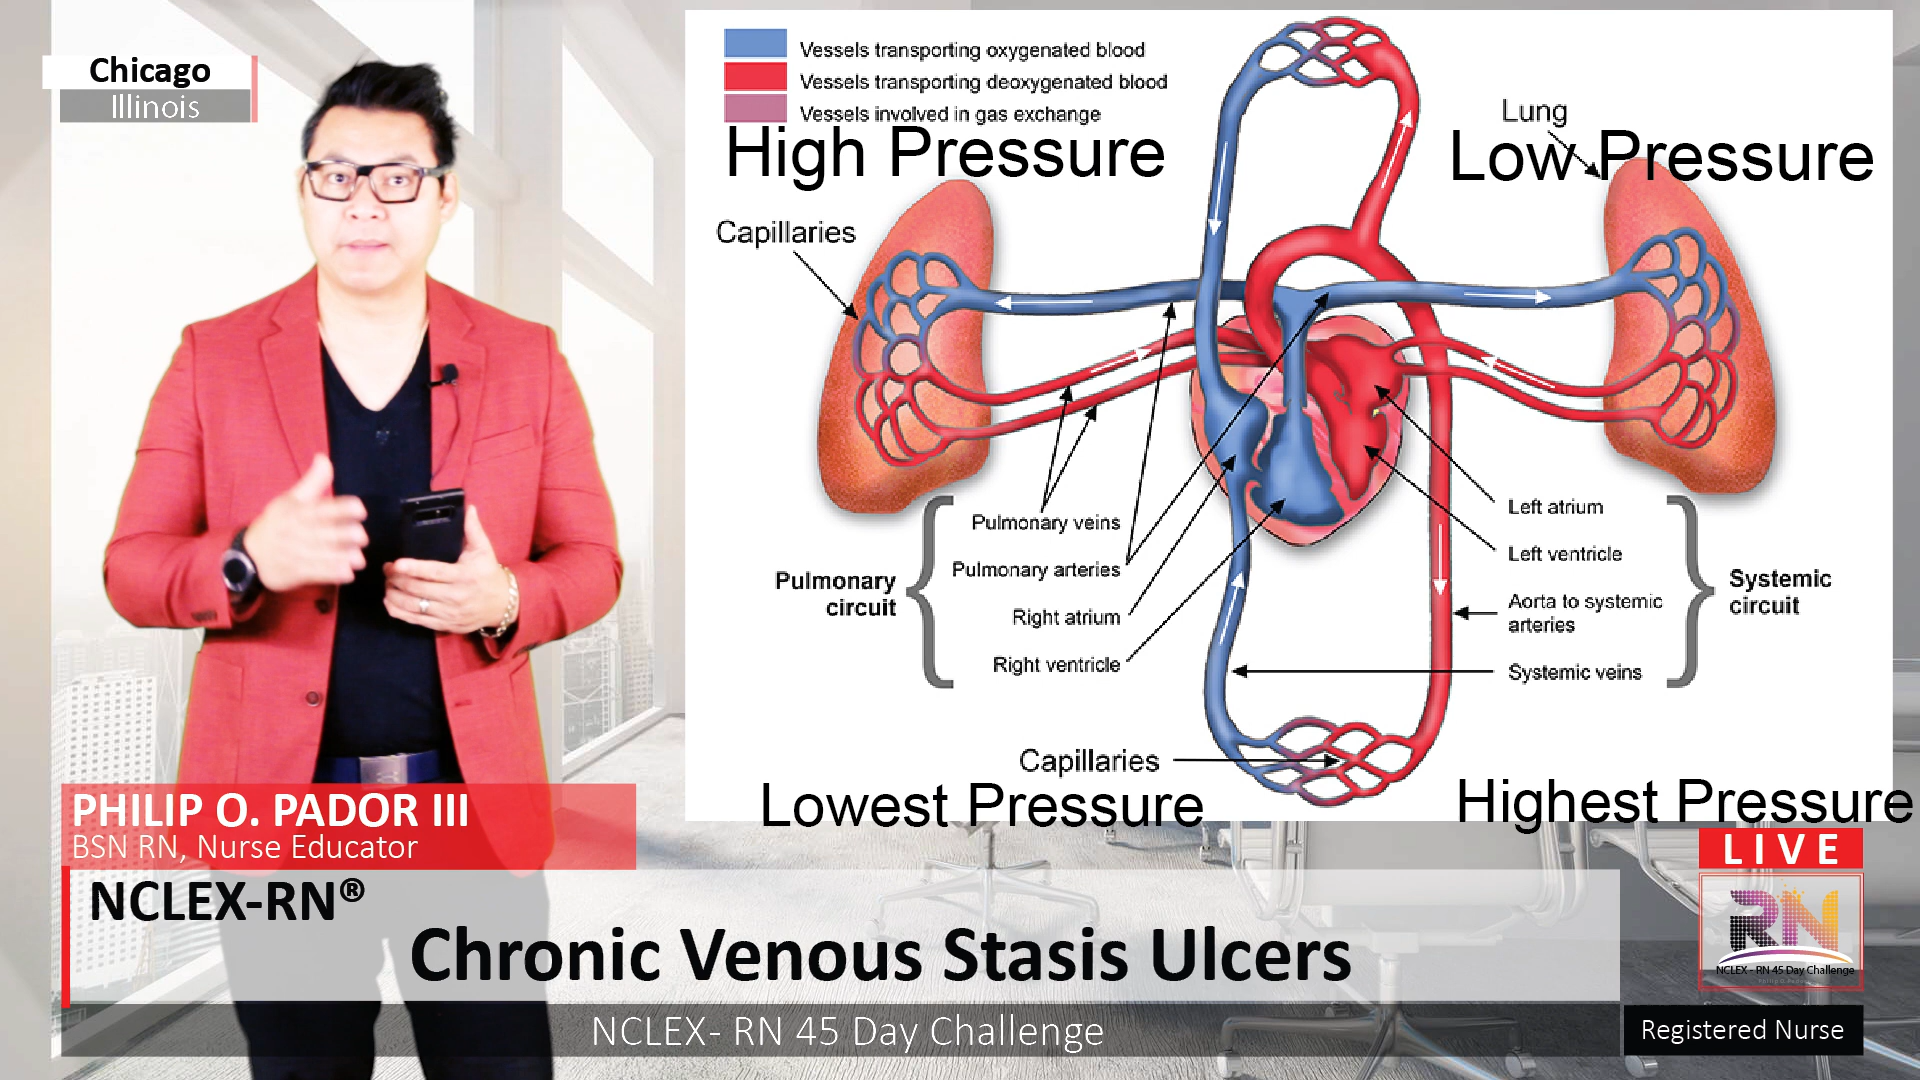 Chicago
Illinois
Vessels transporting oxygenated blood
Vessels transporting deoxygenated blood
Vessels involved in gas exchange
High Pressure
Lung
Low Pressure
Capillaries
Pulmonary veins
Pulmonary arteries
Right atrium
Right ventricle
Pulmonary
circuit
Left atrium
Left ventricle
Aorta to systemic
arteries
Systemic veins
Systemic
circuit
Capillaries
Lowest Pressure
Highest Pressure
PHILIP O. PADOR III
BSN RN, Nurse Educator
NCLEX-RN®
Chronic Venous Stasis Ulcers
NCLEX- RN 45 Day Challenge
LIVE
RN
NCLEX - RN 45 Day Challenge
Registered Nurse